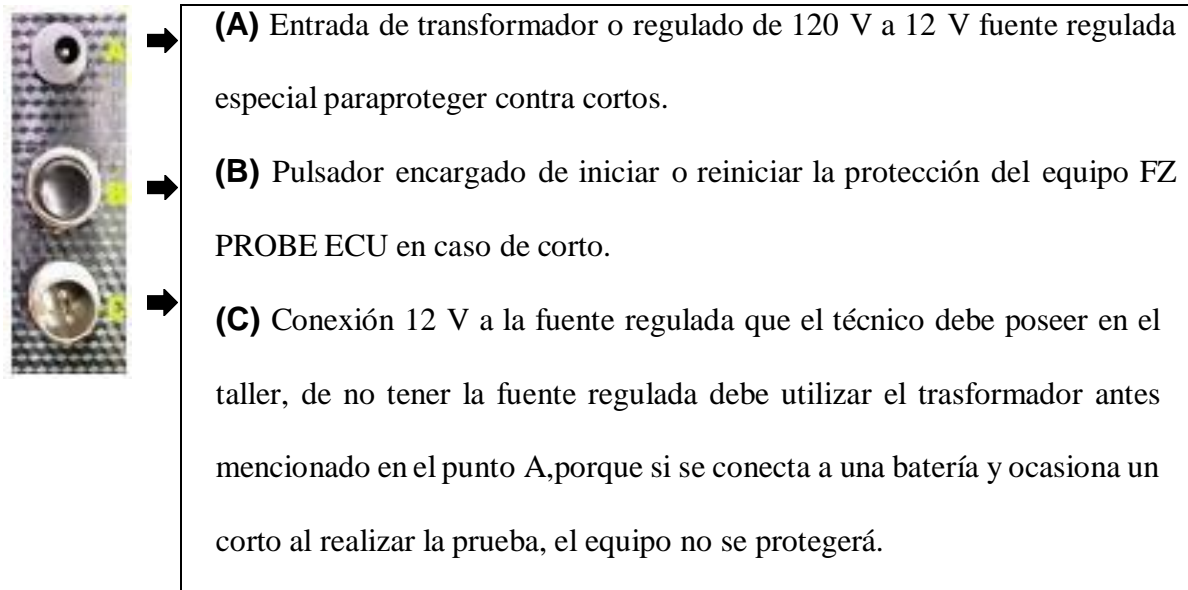 (A) Entrada de transformador o regulado de 120 V a 12 V fuente regulada
especial paraproteger contra cortos.
(B) Pulsador encargado de iniciar o reiniciar la protección del equipo FZ
PROBE ECU en caso de corto.
(C) Conexión 12 V a la fuente regulada que el técnico debe poseer en el
taller, de no tener la fuente regulada debe utilizar el trasformador antes
mencionado en el punto A,porque si se conecta a una batería y ocasiona un
corto al realizar la prueba, el equipo no se protegerá.
A
B
C